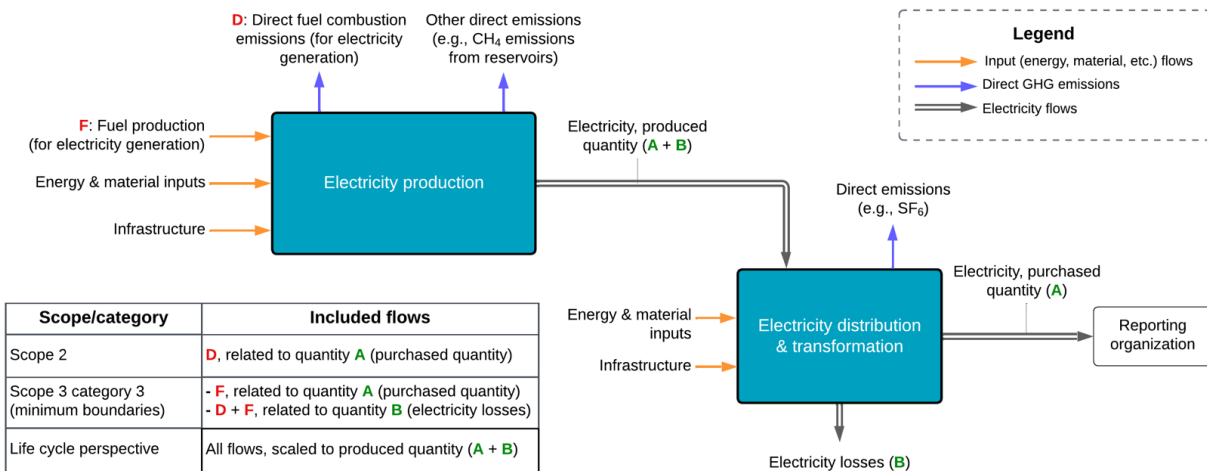 D: Direct fuel combustion
emissions (for electricity
generation)
Other direct emissions
(e.g., CH₄ emissions
from reservoirs)
Legend
Input (energy, material, etc.) flows
Direct GHG emissions
Electricity flows
F: Fuel production
(for electricity generation)
Energy & material inputs
Infrastructure
Electricity production
Electricity, produced
quantity (A + B)
Direct emissions
(e.g., SF₆)
Electricity, purchased
quantity (A)
Energy & material
inputs
Infrastructure
Electricity distribution
& transformation
Reporting
organization
Electricity losses (B)
Scope/category
Included flows
Scope 2
D, related to quantity A (purchased quantity)
Scope 3 category 3
(minimum boundaries)
- F, related to quantity A (purchased quantity)
- D + F, related to quantity B (electricity losses)
Life cycle perspective
All flows, scaled to produced quantity (A + B)